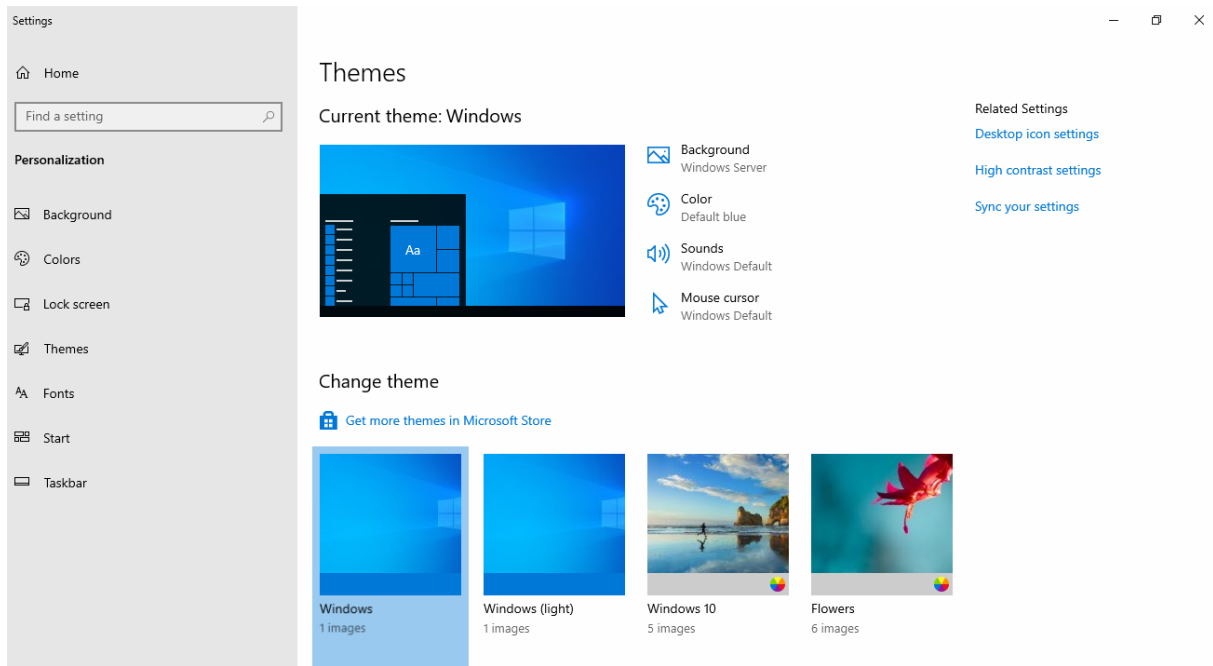 Settings
Home
Find a setting
Personalization
Background
Colors
Lock screen
Themes
Fonts
Start
Taskbar
Themes
Current theme: Windows
Aa
Background
Windows Server
Color
Default blue
Sounds
Windows Default
Mouse cursor
Windows Default
Change theme
Get more themes in Microsoft Store
Windows
1 images
Windows (light)
1 images
Windows 10
5 images
Flowers
6 images
Related Settings
Desktop icon settings
High contrast settings
Sync your settings